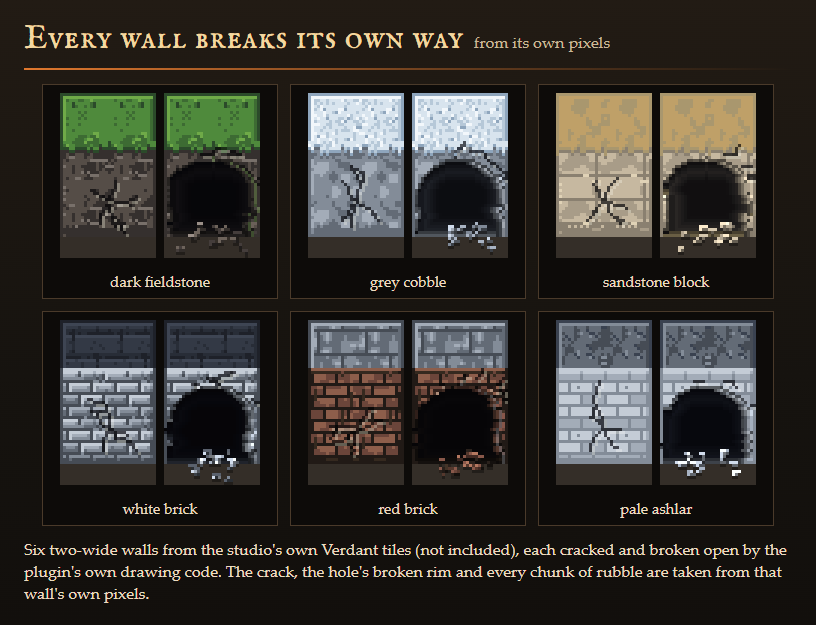 Every wall breaks its own way from its own pixels
dark fieldstone
grey cobble
sandstone block
white brick
red brick
pale ashlar
Six two-wide walls from the studio's own Verdant tiles (not included), each cracked and broken open by the
plugin's own drawing code. The crack, the hole's broken rim and every chunk of rubble are taken from that
wall's own pixels.